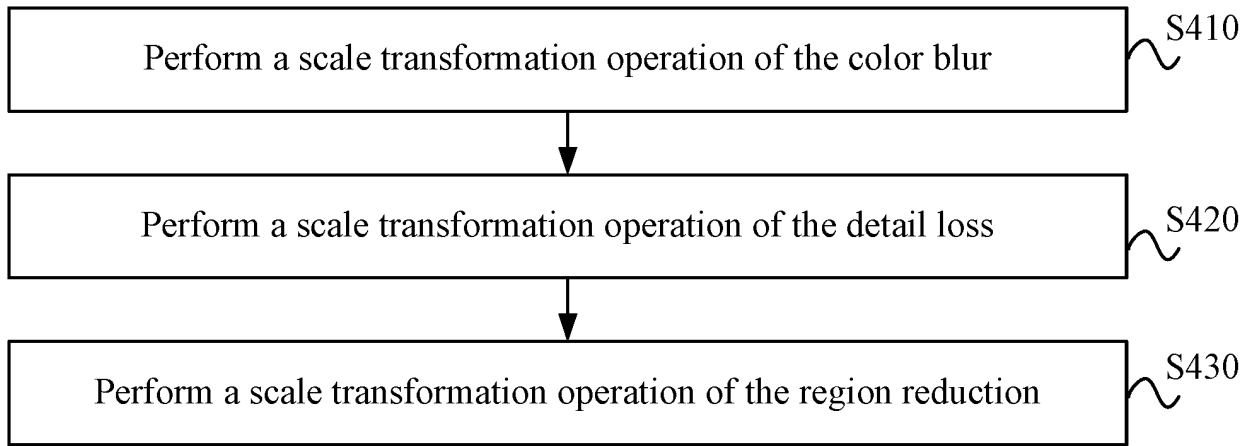 Perform a scale transformation operation of the color blur
S410
Perform a scale transformation operation of the detail loss
S420
Perform a scale transformation operation of the region reduction
S430